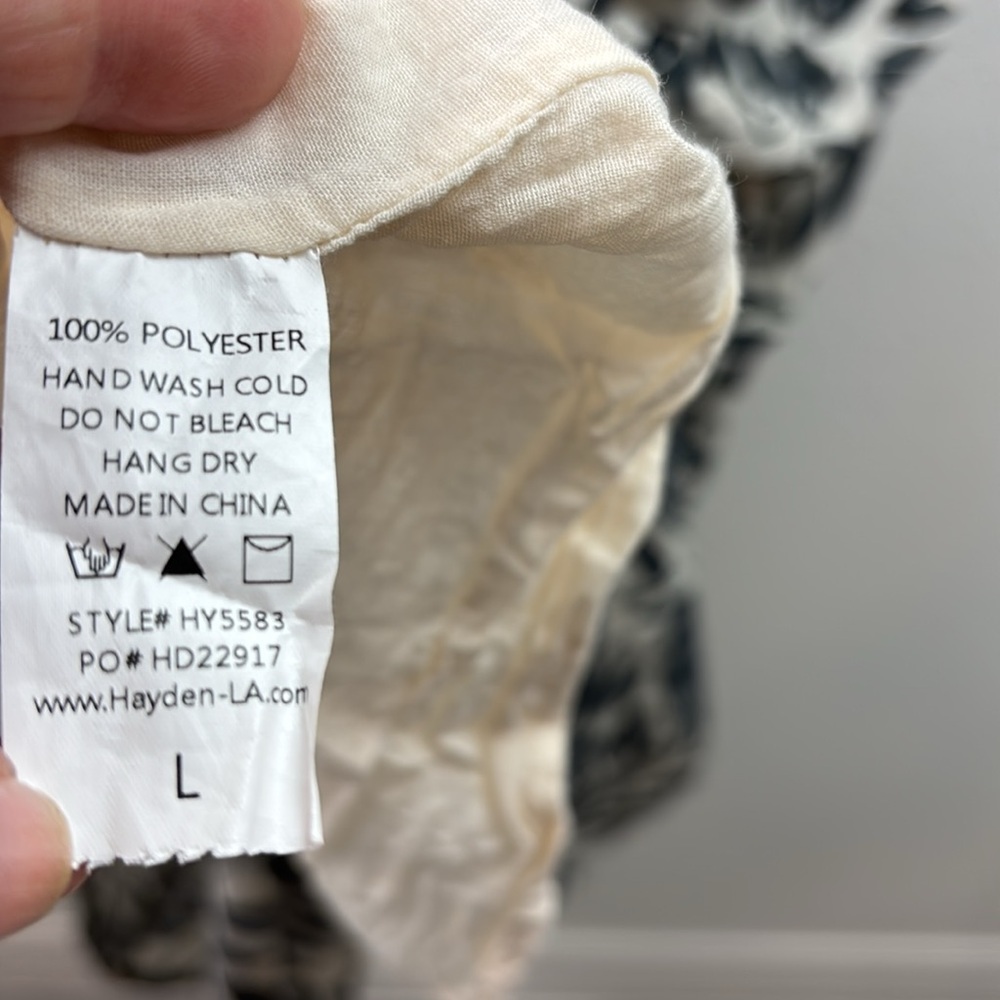 100% POLYESTER
HAND WASH COLD
DO NOT BLEACH
HANG DRY
MADE IN CHINA
STYLE# HY5583
PO# HD22917
www.Hayden-LA.com
L